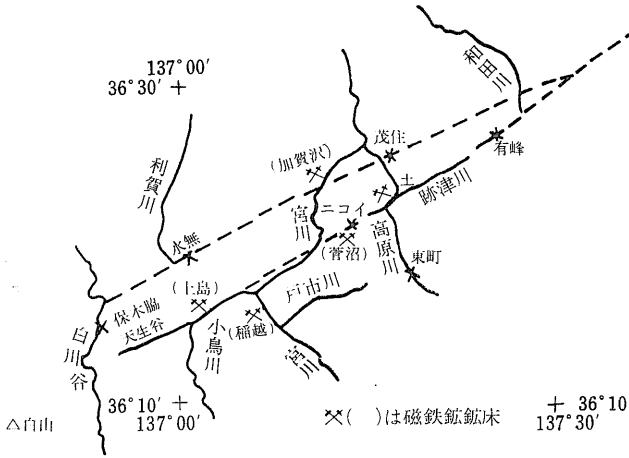 137°00′
36°30′
和田川
利賀川
(加賀沢)
茂住
有峰
土
跡津川
宮川
ニコイ
(菅沼)
高原川
東町
水無
(上島)
保木脇
天生谷
白川谷
小鳥川
(稲越)
戸市川
宮川
36°10′
137°00′
△白山
( )は磁鉄鉱鉱床
36°10
137°30′